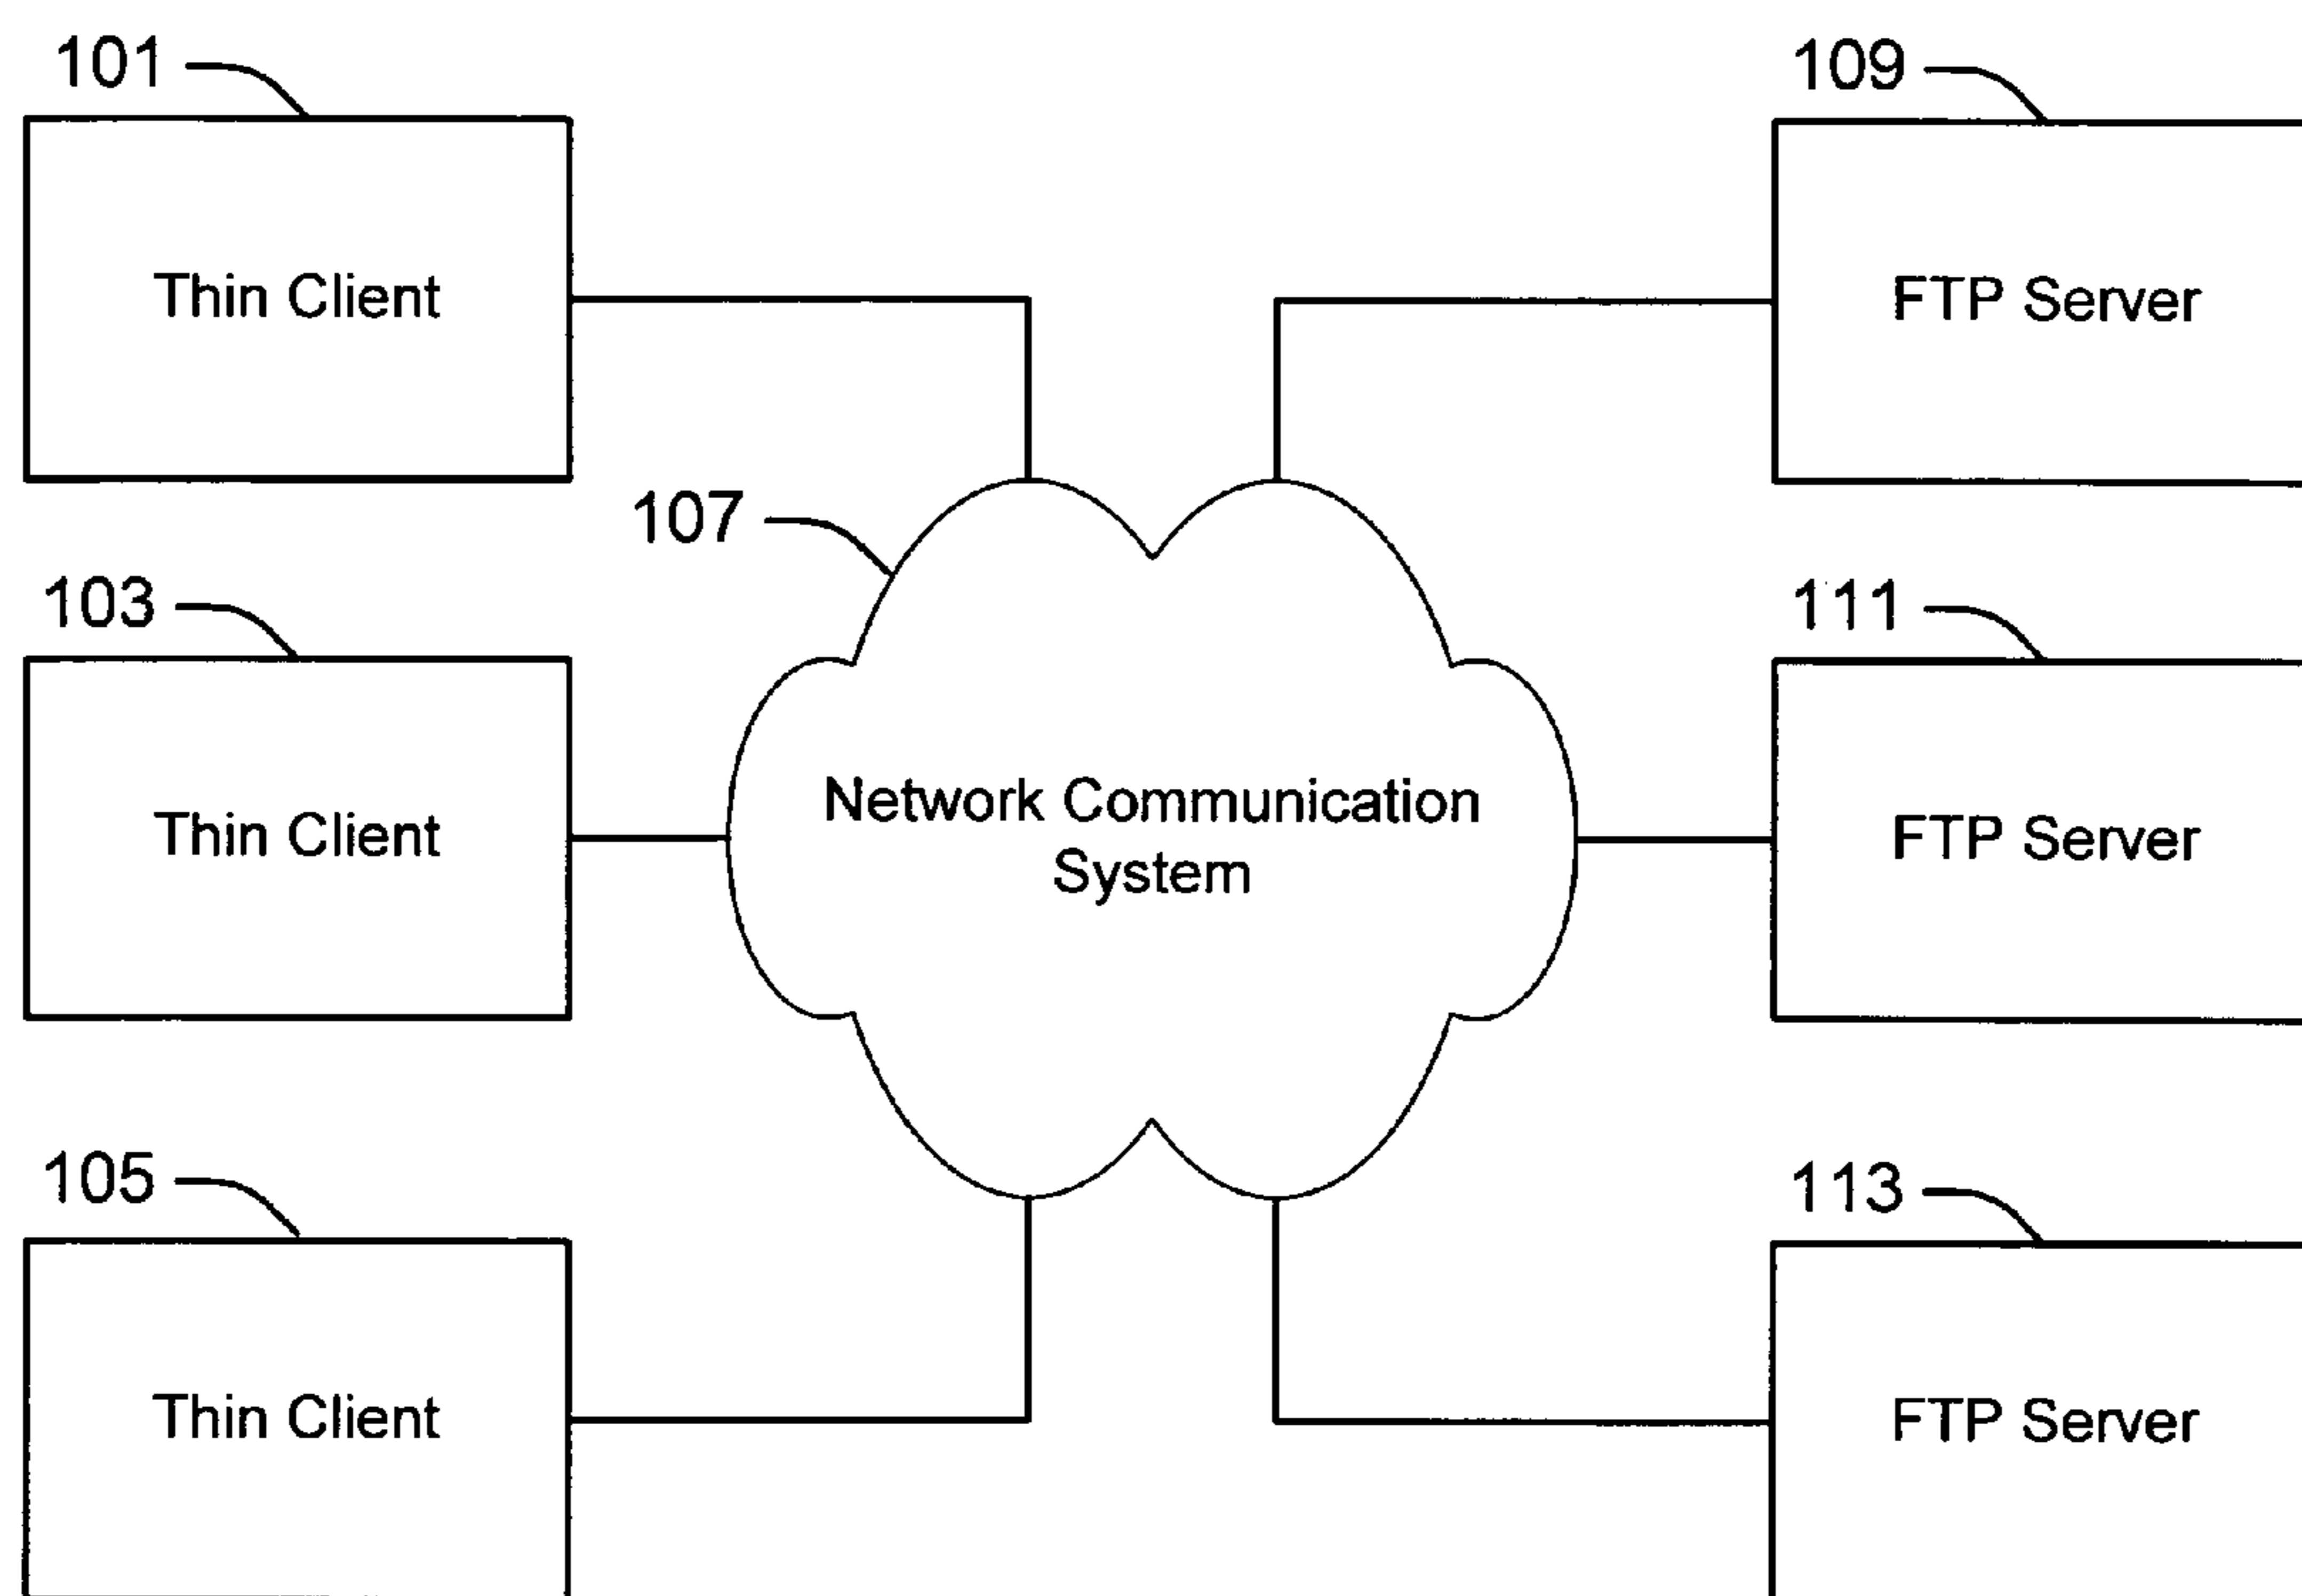 101
109
Thin Client
FTP Server
107
103
111
Thin Client
Network Communication
System
FTP Server
105
113
Thin Client
FTP Server